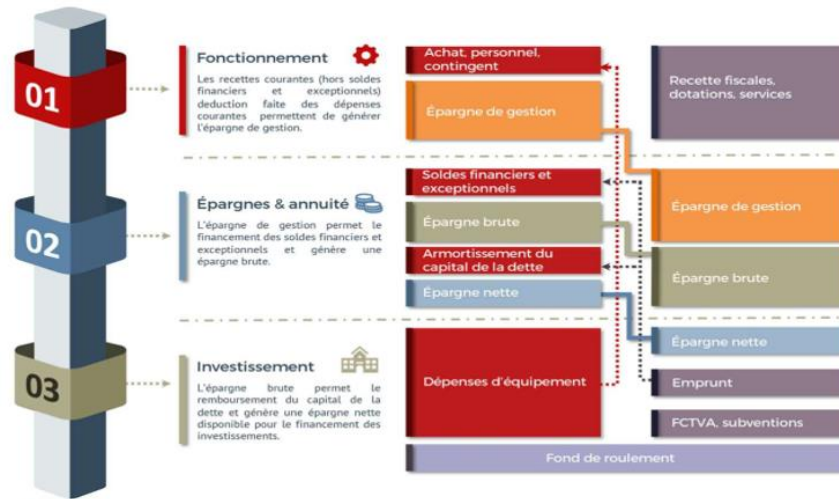 01
Fonctionnement
Les recettes courantes (hors soldes
financiers et exceptionnels)
deduction faite des dépenses
courantes permettent de générer
l'épargne de gestion.
Achat, personnel,
contingent
Épargne de gestion
Recette fiscales,
dotations, services
02
Épargnes & annuité
L'épargne de gestion permet le
financement des soldes financiers et
exceptionnels et génère une
épargne brute.
Soldes financiers et
exceptionnels
Épargne brute
Armortissement du
capital de la dette
Épargne nette
Épargne de gestion
Épargne brute
03
Investissement
L'épargne brute permet le
remboursement du capital de la
dette et génère une épargne nette
disponible pour le financement des
investissements.
Dépenses d'équipement
Épargne nette
Emprunt
FCTVA, subventions
Fond de roulement